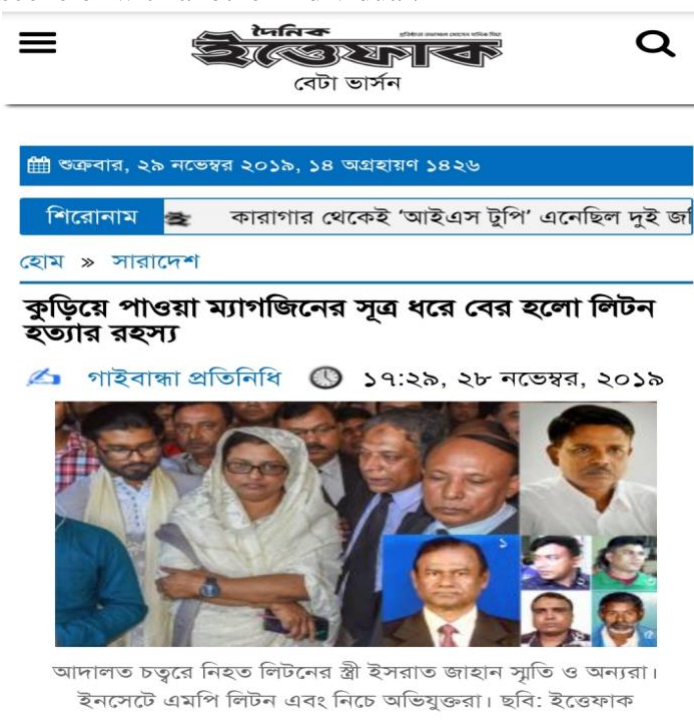 দৈনিক
ইত্তেফাক
বেটা ভার্সন
শুক্রবার, ২৯ নভেম্বর ২০১৯, ১৪ অগ্রহায়ণ ১৪২৬
শিরোনাম কারাগার থেকেই ‘আইএস টুপি’ এনেছিল দুই
হোম » সারাদেশ
কুড়িয়ে পাওয়া ম্যাগজিনের সূত্র ধরে বের হলো লিটন
হত্যার রহস্য
গাইবান্ধা প্রতিনিধি ১৭:২৯, ২৮ নভেম্বর, ২০১৯
১
আদালত চত্বরে নিহত লিটনের স্ত্রী ইসরাত জাহান স্মৃতি ও অন্যরা।
ইনসেটে এমপি লিটন এবং নিচে অভিযুক্তরা। ছবি: ইত্তেফাক